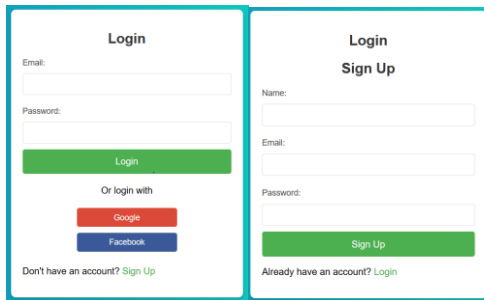 Login
Email:
Password:
Login
Or login with
Google
Facebook
Don't have an account? Sign Up
Login
Sign Up
Name:
Email:
Password:
Sign Up
Already have an account? Login